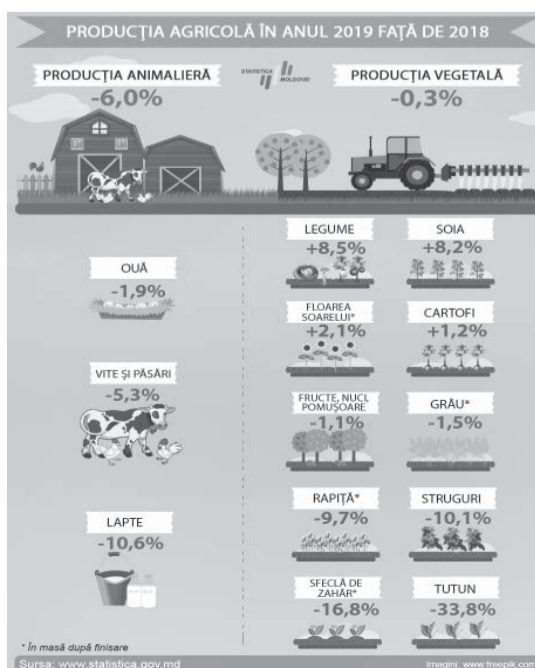 PRODUCȚIA AGRICOLĂ ÎN ANUL 2019 FAȚĂ DE 2018
PRODUCȚIA ANIMALIERĂ
-6,0%
STATISTICA
MOLDOVEI
PRODUCȚIA VEGETALĂ
-0,3%
OUĂ
-1,9%
VITE ȘI PĂSĂRI
-5,3%
LAPTE
-10,6%
LEGUME
+8,5%
SOIA
+8,2%
FLOAREA
SOARELUI*
+2,1%
CARTOFI
+1,2%
FRUCTE, NUCI,
POMUȘOARE
-1,1%
GRÂU*
-1,5%
RAPIȚĂ*
-9,7%
STRUGURI
-10,1%
SFECLĂ DE
ZAHĂR*
-16,8%
TUTUN
-33,8%
* În masă după finisare
Sursa: www.statistica.gov.md
Imagini: www.freepik.com